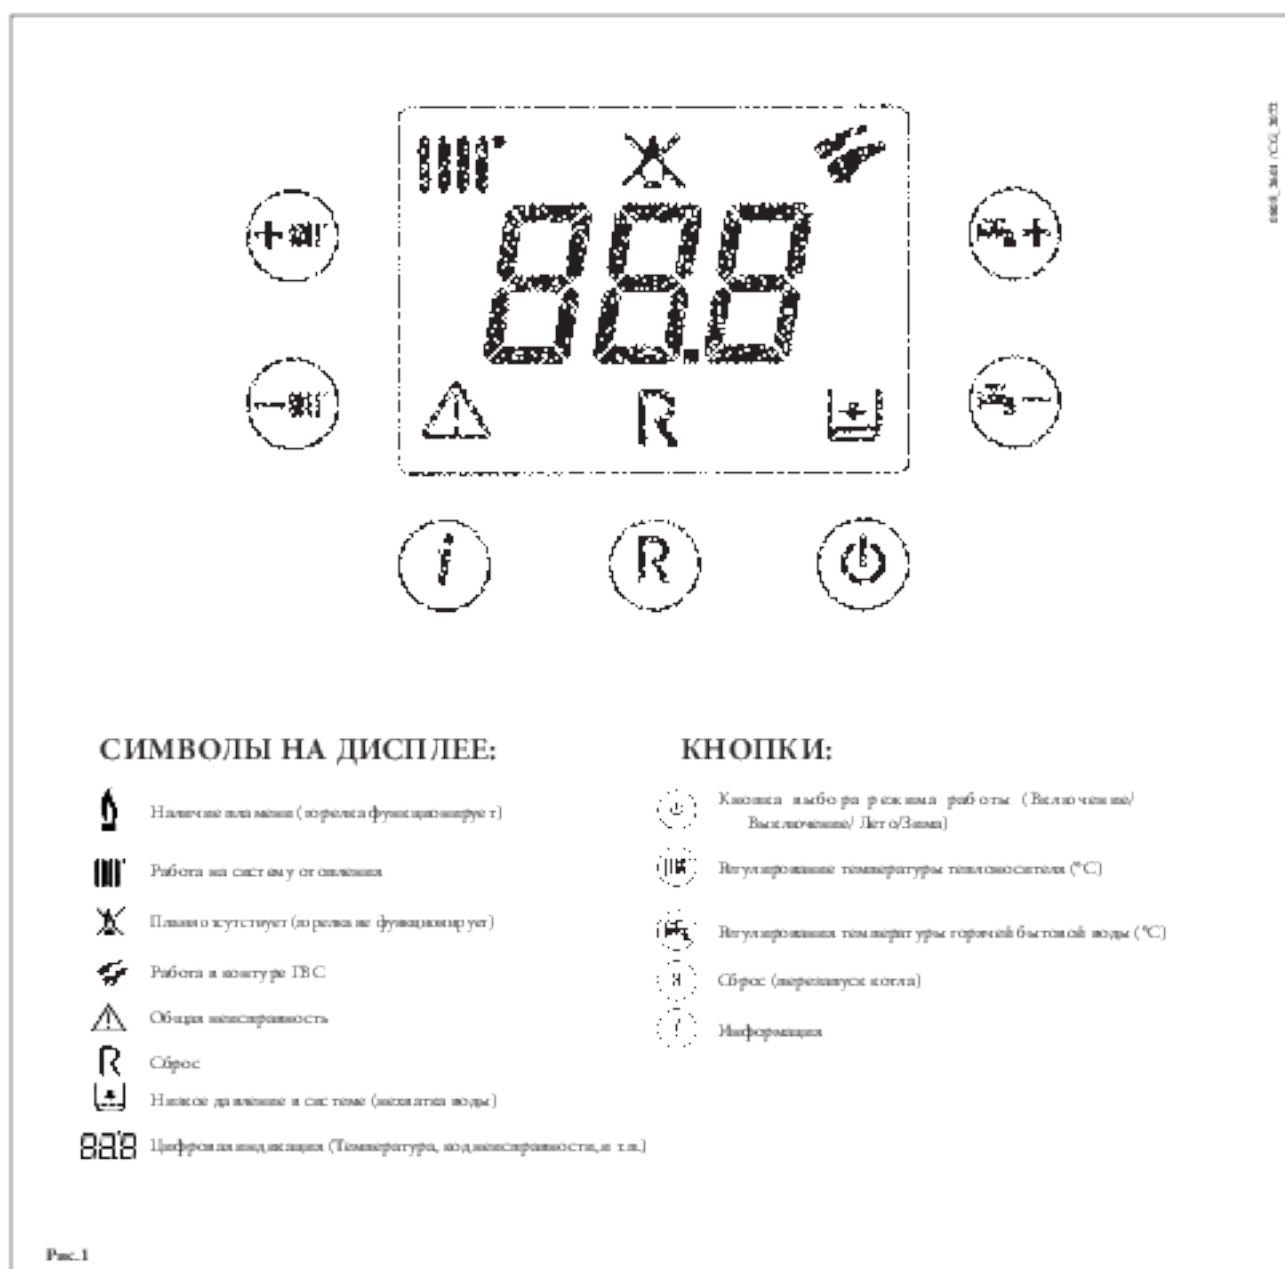 R
i
R
СИМВОЛЫ НА ДИСПЛЕЕ:
Наличие пламени (горелка функционирует)
Работа на систему отопления
Пламя отсутствует (горелка не функционирует)
Работа в контуре ГВС
Общая неисправность
R Сброс
Низкое давление в системе (нехватка воды)
Цифровая индикация (Температура, код неисправности, и т.п.)
КНОПКИ:
Кнопка выбора режима работы (Включение/
Выключение/ Лето/Зима)
Регулирование температуры теплоносителя (°C)
Регулирования температуры горячей бытовой воды (°C)
Сброс (перезапуск котла)
i Информация
Рис.1